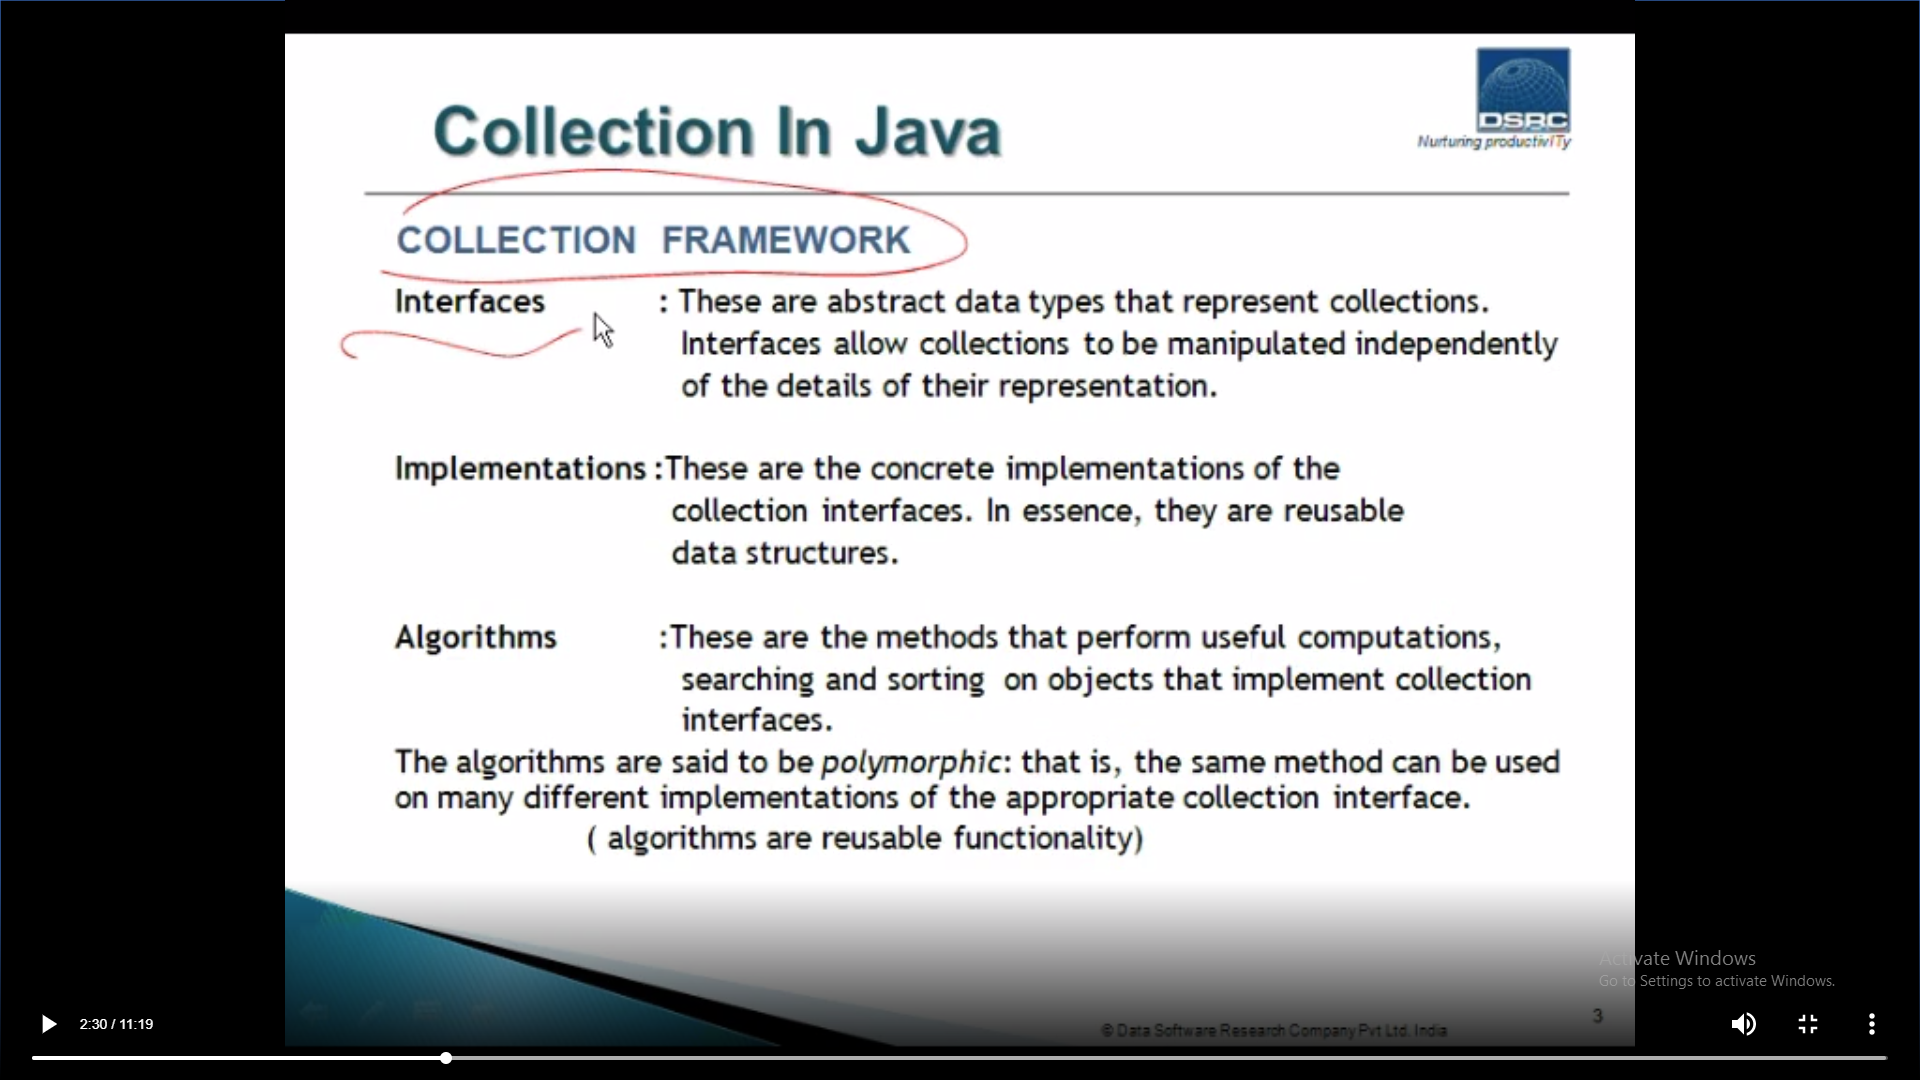 DSRC
Nurturing productivITy
Collection In Java
COLLECTION FRAMEWORK
Interfaces : These are abstract data types that represent collections.
Interfaces allow collections to be manipulated independently
of the details of their representation.
Implementations :These are the concrete implementations of the
collection interfaces. In essence, they are reusable
data structures.
Algorithms :These are the methods that perform useful computations,
searching and sorting on objects that implement collection
interfaces.
The algorithms are said to be polymorphic: that is, the same method can be used
on many different implementations of the appropriate collection interface.
( algorithms are reusable functionality)
Activate Windows
Go to Settings to activate Windows.
3
2:30 / 11:19
© Data Software Research Company Pvt Ltd. India